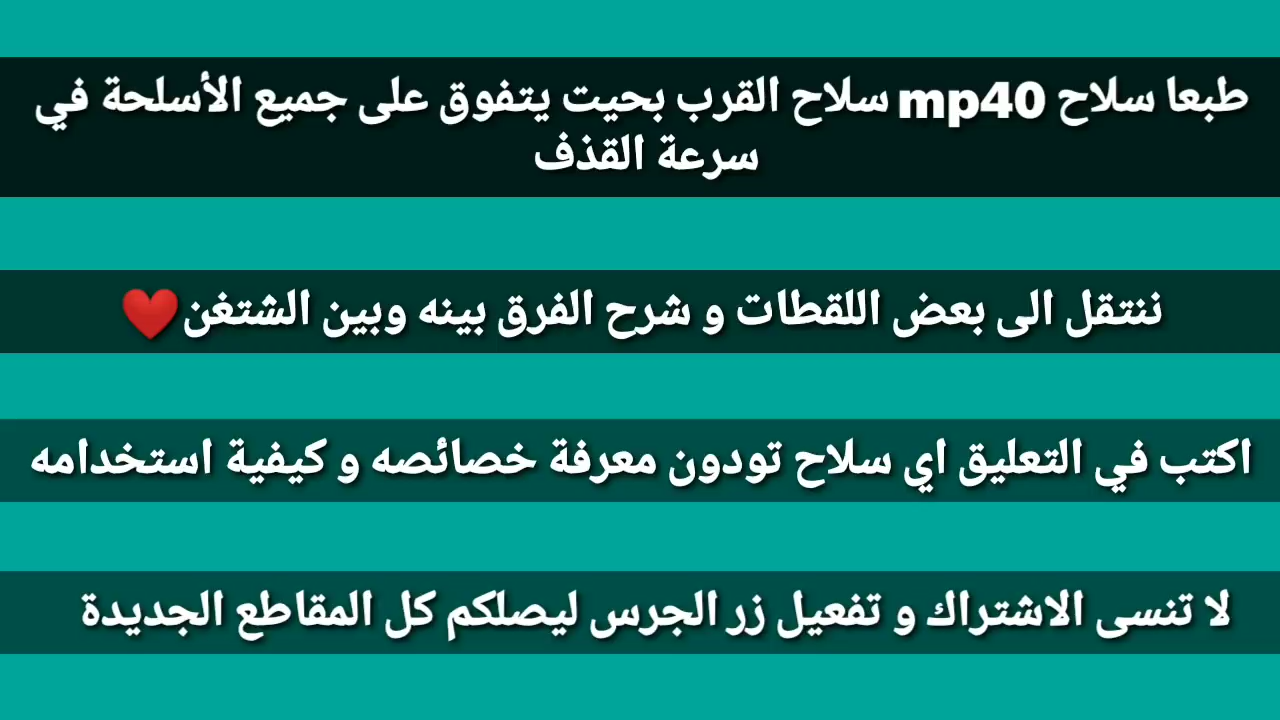 طبعا سلاح mp40 سلاح القرب بحيت يتفوق على جميع الأسلحة في
سرعة القذف
ننتقل الى بعض اللقطات و شرح الفرق بينه وبين الشتغن❤️
اكتب في التعليق اي سلاح تودون معرفة خصائصه و كيفية استخدامه
لا تنسى الاشتراك و تفعيل زر الجرس ليصلكم كل المقاطع الجديدة